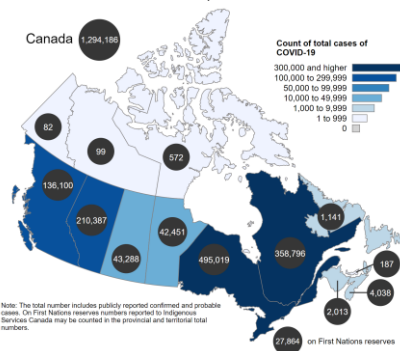 Canada 1,294,186
Count of total cases of
COVID-19
300,000 and higher
100,000 to 299,999
50,000 to 99,999
10,000 to 49,999
1,000 to 9,999
1 to 999
0
82
99
572
136,100
210,387
43,288
42,451
495,019
358,796
1,141
187
4,038
2,013
27,864 on First Nations reserves
Note: The total number includes publicly reported confirmed and probable
cases. On First Nations reserves numbers reported to Indigenous
Services Canada may be counted in the provincial and territorial total
numbers.